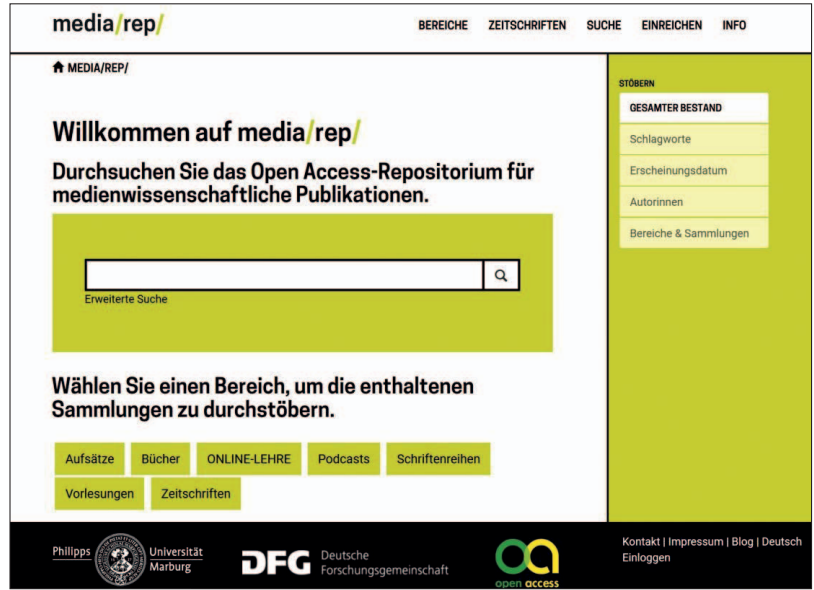 media/rep/
BEREICHE ZEITSCHRIFTEN SUCHE EINREICHEN INFO
MEDIA/REP/
Willkommen auf media/rep/
Durchsuchen Sie das Open Access-Repositorium für
medienwissenschaftliche Publikationen.
Erweiterte Suche
Wählen Sie einen Bereich, um die enthaltenen
Sammlungen zu durchstöbern.
Aufsätze Bücher ONLINE-LEHRE Podcasts Schriftenreihen
Vorlesungen Zeitschriften
STÖBERN
GESAMTER BESTAND
Schlagworte
Erscheinungsdatum
Autorinnen
Bereiche & Sammlungen
Philipps Universität
Marburg
DFG Deutsche
Forschungsgemeinschaft
open access
Kontakt | Impressum | Blog | Deutsch
Einloggen